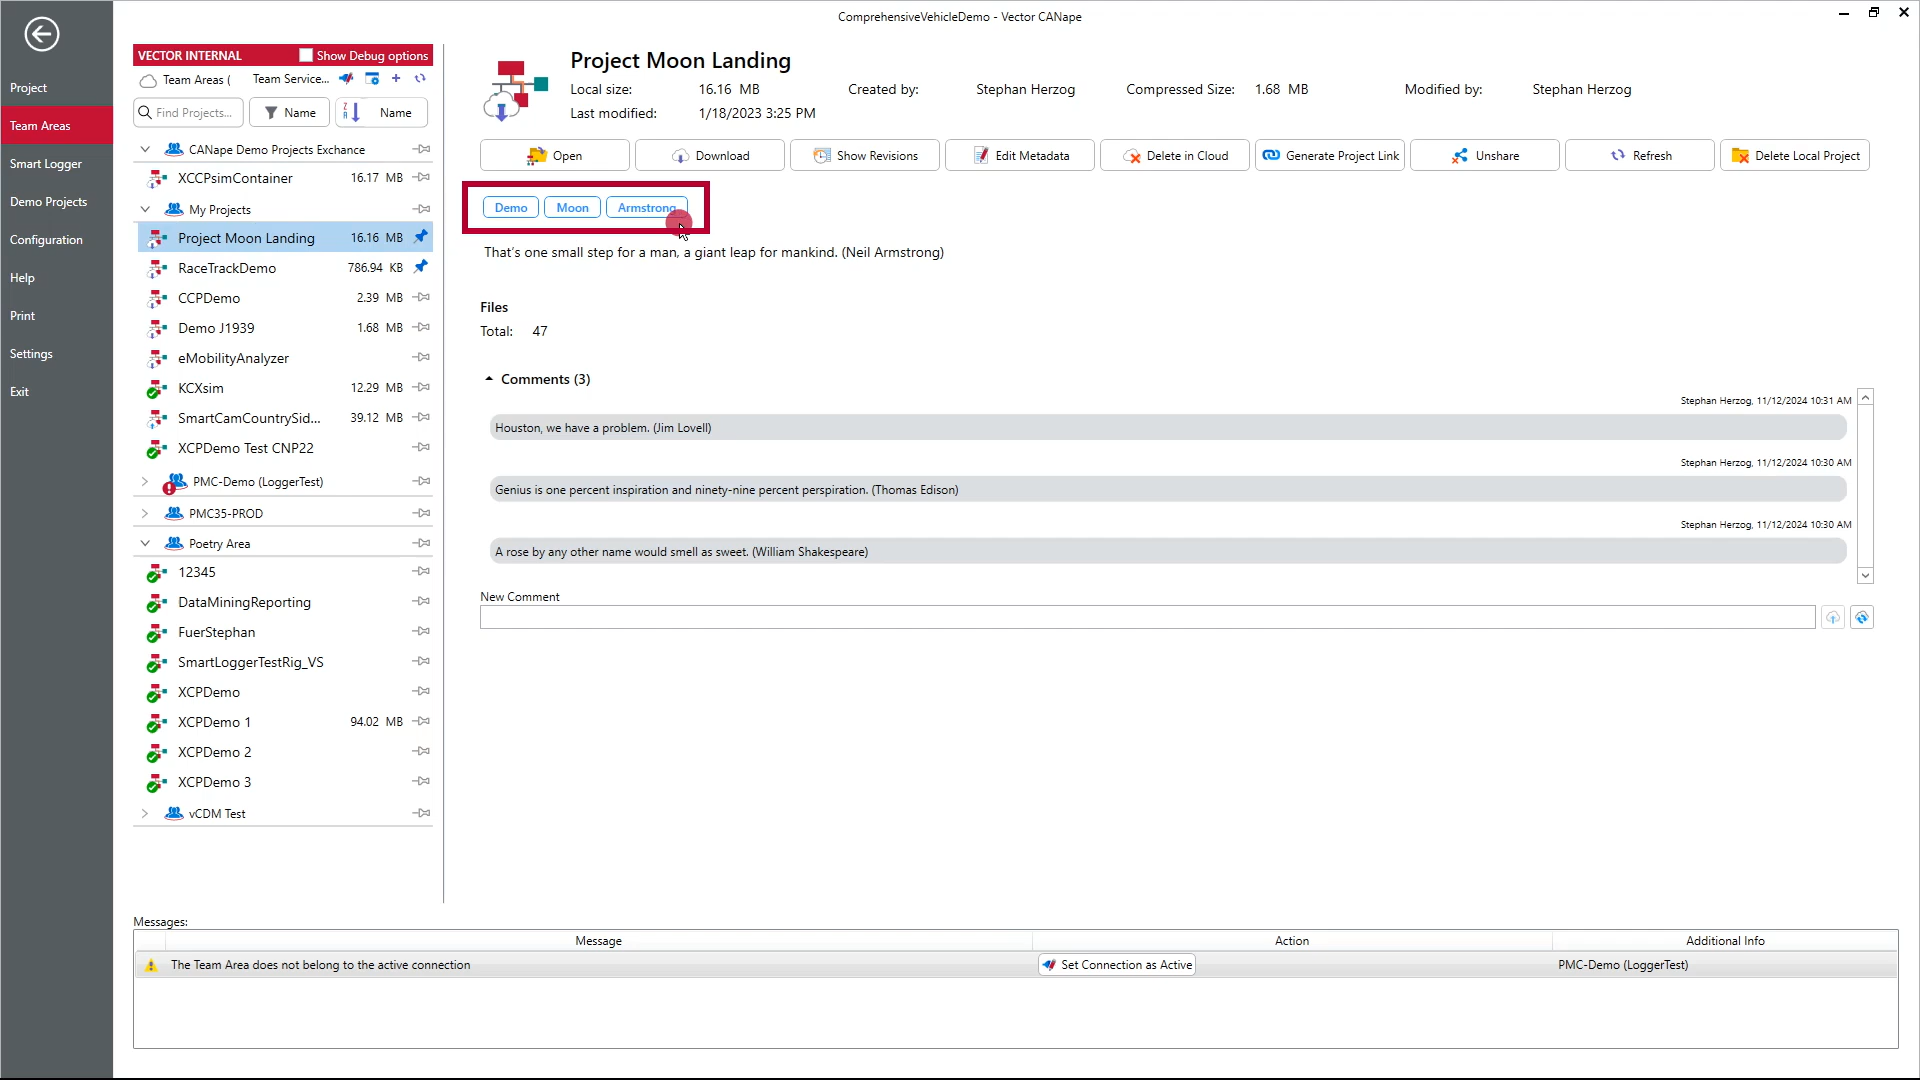 ComprehensiveVehicleDemo - Vector CANape
Project
Team Areas
Smart Logger
Demo Projects
Configuration
Help
Print
Settings
Exit
VECTOR INTERNAL
Show Debug options
Team Areas (
Team Service...
Find Projects...
Name
Name
CANape Demo Projects Exchange
XCCPsimContainer 16.17 MB
My Projects
Project Moon Landing 16.16 MB
RaceTrackDemo 786.94 KB
CCPDemo 2.39 MB
Demo J1939 1.68 MB
eMobilityAnalyzer
KCXsim 12.29 MB
SmartCamCountrySid... 39.12 MB
XCPDemo Test CNP22
PMC-Demo (LoggerTest)
PMC35-PROD
Poetry Area
12345
DataMiningReporting
FuerStephan
SmartLoggerTestRig_VS
XCPDemo
XCPDemo 1 94.02 MB
XCPDemo 2
XCPDemo 3
vCDM Test
Project Moon Landing
Local size: 16.16 MB Created by: Stephan Herzog Compressed Size: 1.68 MB Modified by: Stephan Herzog
Last modified: 1/18/2023 3:25 PM
Open Download Show Revisions Edit Metadata Delete in Cloud Generate Project Link Unshare Refresh Delete Local Project
Demo Moon Armstrong
That's one small step for a man, a giant leap for mankind. (Neil Armstrong)
Files
Total: 47
Comments (3)
Stephan Herzog, 11/12/2024 10:31 AM
Houston, we have a problem. (Jim Lovell)
Stephan Herzog, 11/12/2024 10:30 AM
Genius is one percent inspiration and ninety-nine percent perspiration. (Thomas Edison)
Stephan Herzog, 11/12/2024 10:30 AM
A rose by any other name would smell as sweet. (William Shakespeare)
New Comment
Messages:
Message Action Additional Info
The Team Area does not belong to the active connection Set Connection as Active PMC-Demo (LoggerTest)